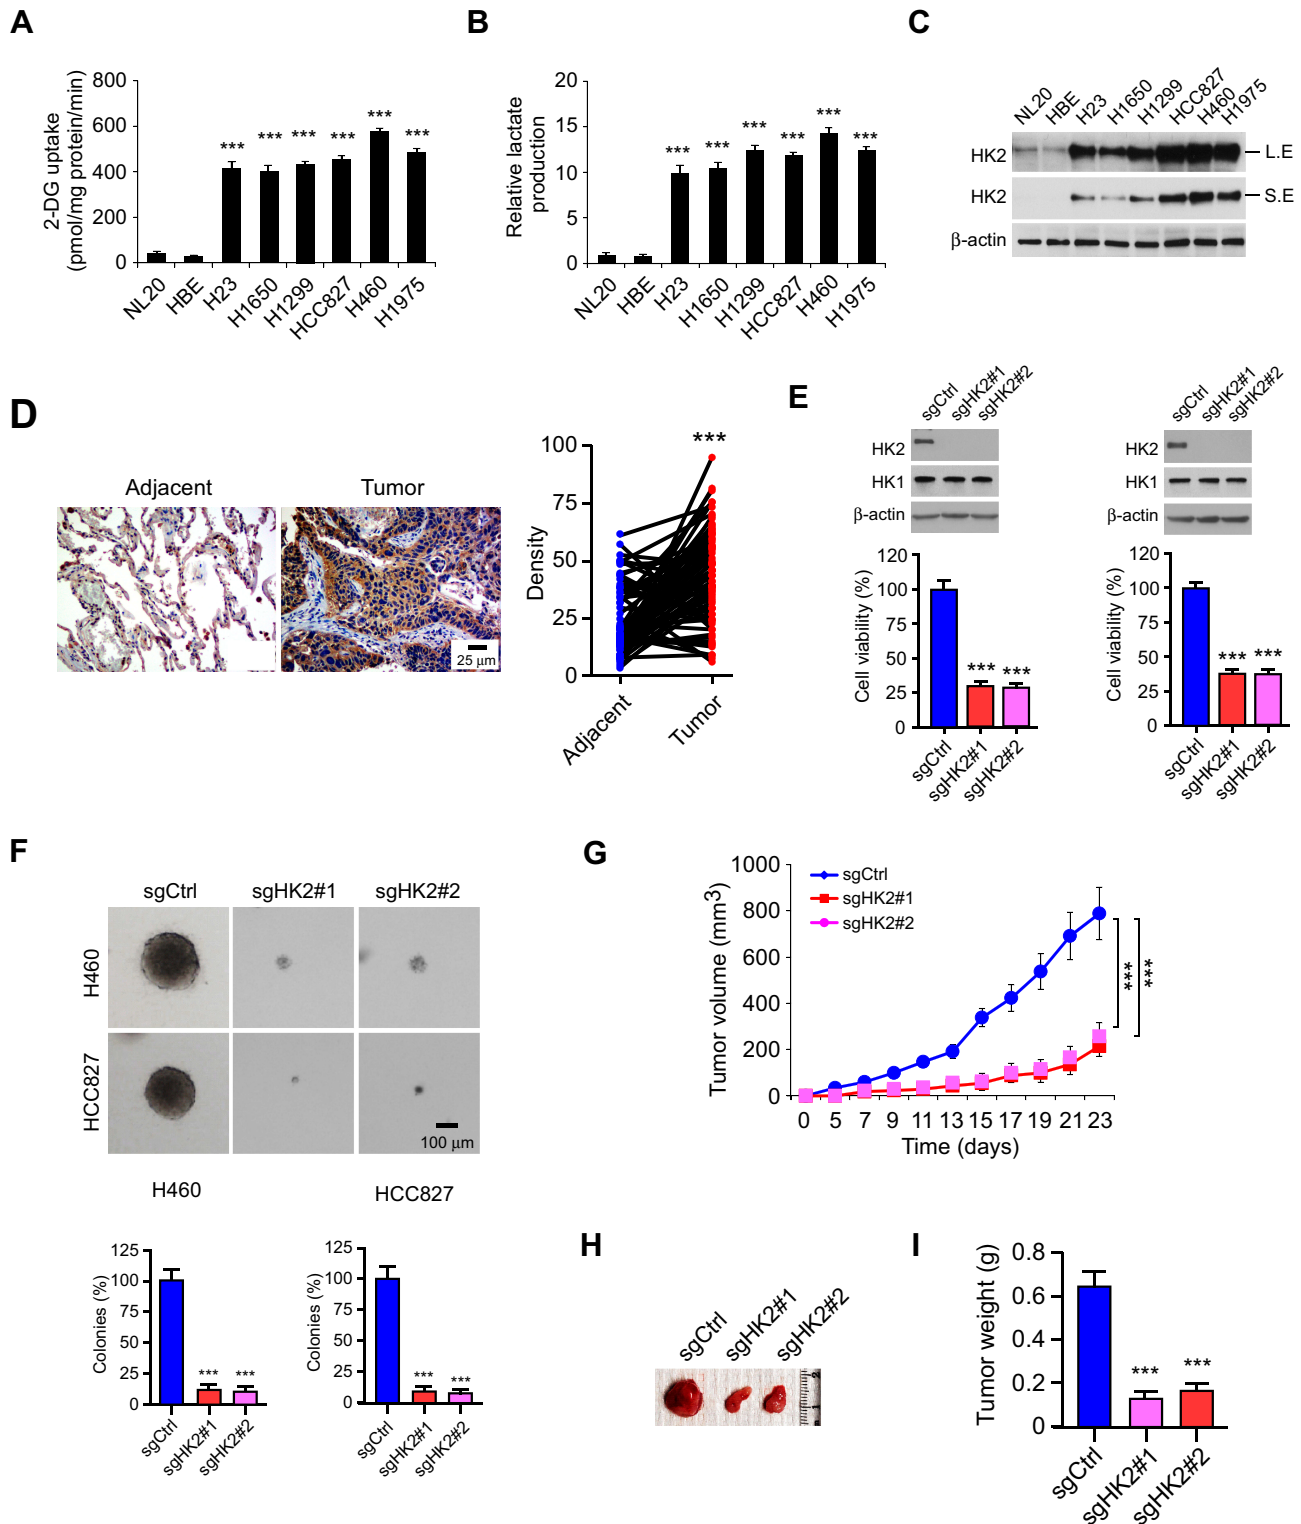 A
2-DG uptake
(pmol/mg protein/min)
800
600
400
200
0
***
***
***
***
***
***
NL20
HBE
H23
H1650
H1299
HCC827
H460
H1975
B
Relative lactate
production
20
15
10
5
0
***
***
***
***
***
***
NL20
HBE
H23
H1650
H1299
HCC827
H460
H1975
C
NL20
HBE
H23
H1650
H1299
HCC827
H460
H1975
HK2
L.E
HK2
S.E
β-actin
D
Adjacent
Tumor
25 μm
Density
100
75
50
25
0
***
Adjacent
Tumor
E
sgCtrl
sgHK2#1
sgHK2#2
HK2
HK1
β-actin
Cell viability (%)
120
100
75
50
25
0
***
***
sgCtrl
sgHK2#1
sgHK2#2
sgCtrl
sgHK2#1
sgHK2#2
HK2
HK1
β-actin
Cell viability (%)
120
100
75
50
25
0
***
***
sgCtrl
sgHK2#1
sgHK2#2
F
sgCtrl
sgHK2#1
sgHK2#2
H460
HCC827
100 μm
H460
Colonies (%)
125
100
75
50
25
0
***
***
sgCtrl
sgHK2#1
sgHK2#2
HCC827
Colonies (%)
125
100
75
50
25
0
***
***
sgCtrl
sgHK2#1
sgHK2#2
G
Tumor volume (mm3)
1000
800
600
400
200
0
sgCtrl
sgHK2#1
sgHK2#2
***
***
0 5 7 9 11 13 15 17 19 21 23
Time (days)
H
sgCtrl
sgHK2#1
sgHK2#2
I
Tumor weight (g)
0.8
0.6
0.4
0.2
0
***
***
sgCtrl
sgHK2#1
sgHK2#2